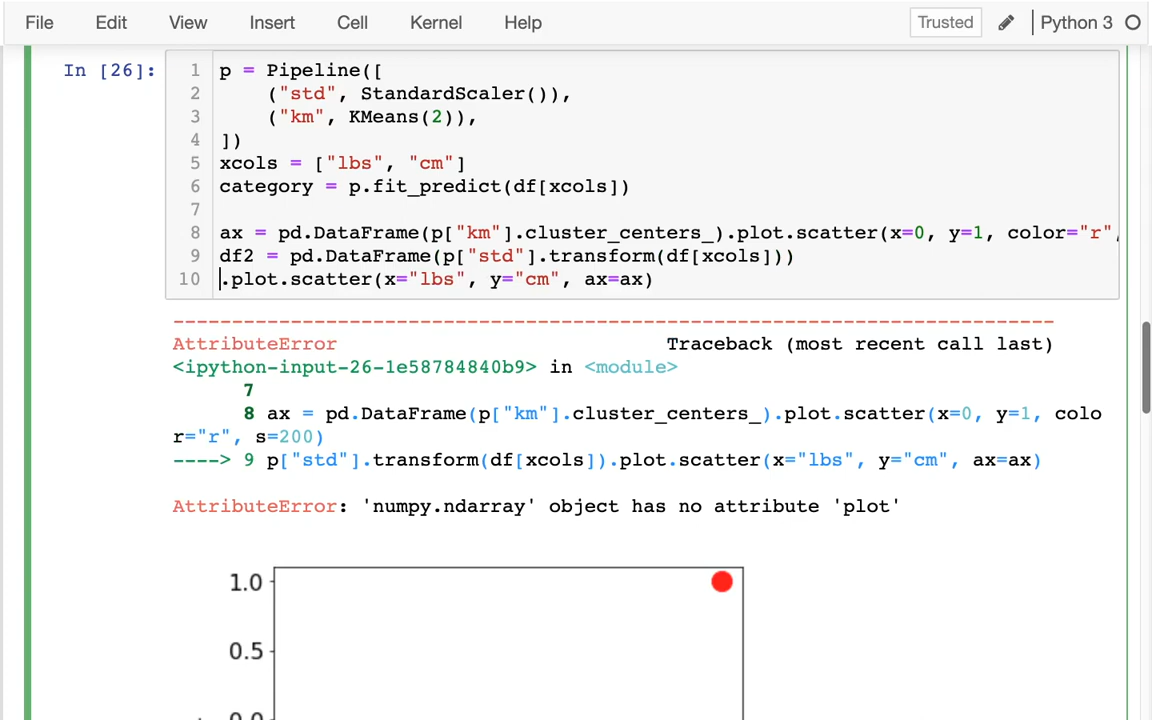 File Edit View Insert Cell Kernel Help Trusted Python 3
In [26]:
1 p = Pipeline([
2     ("std", StandardScaler()),
3     ("km", KMeans(2)),
4 ])
5 xcols = ["lbs", "cm"]
6 category = p.fit_predict(df[xcols])
7
8 ax = pd.DataFrame(p["km"].cluster_centers_).plot.scatter(x=0, y=1, color="r",
9 df2 = pd.DataFrame(p["std"].transform(df[xcols]))
10 .plot.scatter(x="lbs", y="cm", ax=ax)
---------------------------------------------------------------------------
AttributeError                            Traceback (most recent call last)
<ipython-input-26-1e58784840b9> in <module>
      7
      8 ax = pd.DataFrame(p["km"].cluster_centers_).plot.scatter(x=0, y=1, colo
r="r", s=200)
----> 9 p["std"].transform(df[xcols]).plot.scatter(x="lbs", y="cm", ax=ax)
AttributeError: 'numpy.ndarray' object has no attribute 'plot'
1.0
0.5
0.0